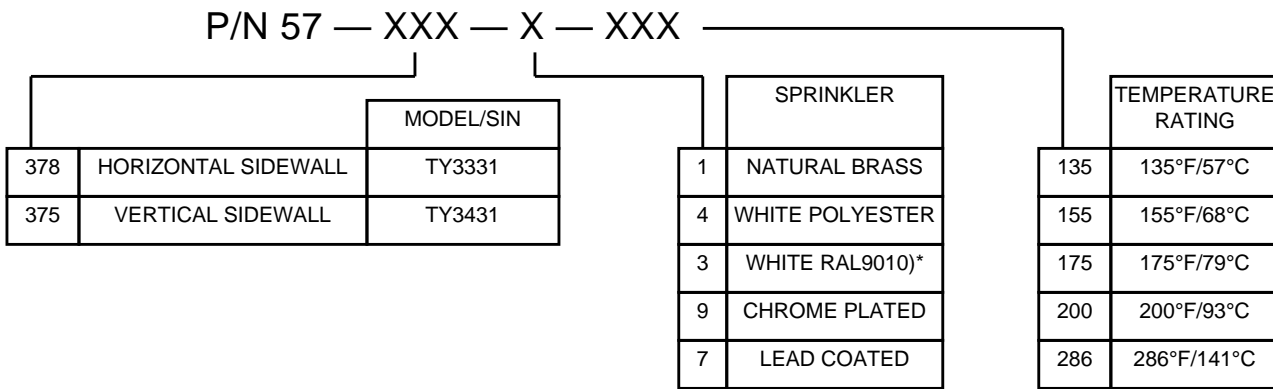 P/N 57 — XXX — X — XXX
MODEL/SIN
378 HORIZONTAL SIDEWALL TY3331
375 VERTICAL SIDEWALL TY3431
SPRINKLER
1 NATURAL BRASS
4 WHITE POLYESTER
3 WHITE RAL9010)*
9 CHROME PLATED
7 LEAD COATED
TEMPERATURE
RATING
135 135°F/57°C
155 155°F/68°C
175 175°F/79°C
200 200°F/93°C
286 286°F/141°C